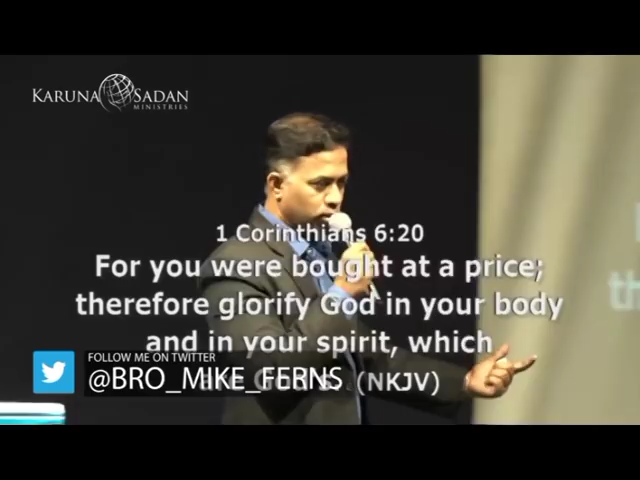 KARUNA SADAN
MINISTRIES
1 Corinthians 6:20
For you were bought at a price;
therefore glorify God in your body
and in your spirit, which
(NKJV)
FOLLOW ME ON TWITTER
@BRO_MIKE_FERNS